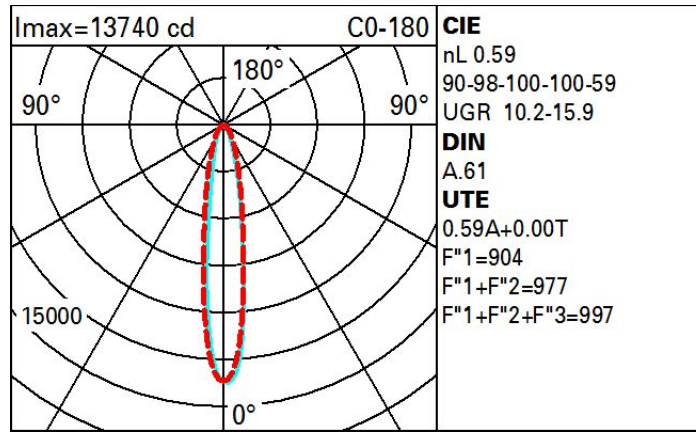 Imax=13740 cd
C0-180
180°
90°
90°
15000
0°
CIE
nL 0.59
90-98-100-100-59
UGR 10.2-15.9
DIN
A.61
UTE
0.59A+0.00T
F"1=904
F"1+F"2=977
F"1+F"2+F"3=997